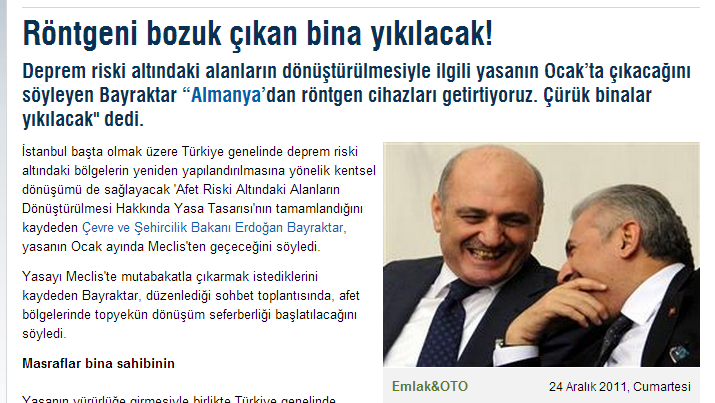 Röntgeni bozuk çıkan bina yıkılacak!
Deprem riski altındaki alanların dönüştürülmesiyle ilgili yasanın Ocak’ta çıkacağını
söyleyen Bayraktar “Almanya’dan röntgen cihazları getirtiyoruz. Çürük binalar
yıkılacak" dedi.
İstanbul başta olmak üzere Türkiye genelinde deprem riski
altındaki bölgelerin yeniden yapılandırılmasına yönelik kentsel
dönüşümü de sağlayacak 'Afet Riski Altındaki Alanların
Dönüştürülmesi Hakkında Yasa Tasarısı'nın tamamlandığını
kaydeden Çevre ve Şehircilik Bakanı Erdoğan Bayraktar,
yasanın Ocak ayında Meclis'ten geçeceğini söyledi.
Yasayı Meclis'te mutabakatla çıkarmak istediklerini
kaydeden Bayraktar, düzenlediği sohbet toplantısında, afet
bölgelerinde topyekün dönüşüm seferberliği başlatılacağını
söyledi.
Masraflar bina sahibinin
Yasanın yürürlüğe girmesiyle birlikte Türkiye genelinde
Emlak&OTO
24 Aralık 2011, Cumartesi